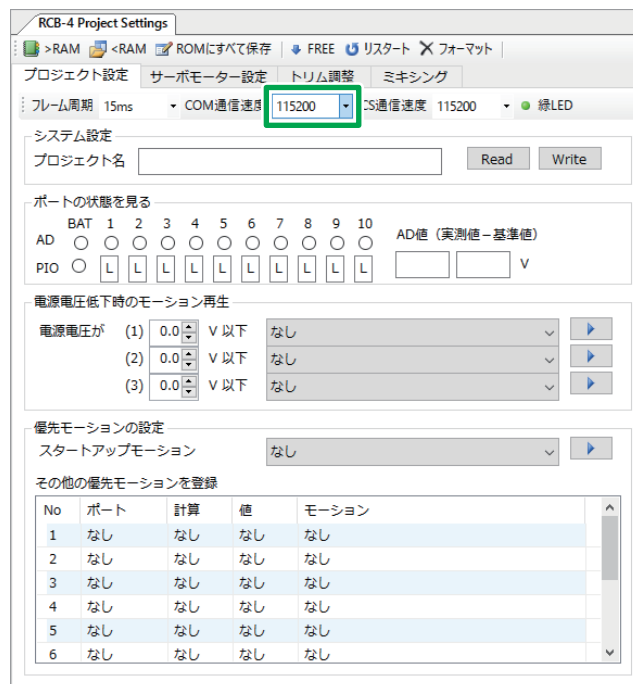 RCB-4 Project Settings
>RAM <RAM ROMにすべて保存 FREE リスタート フォーマット
プロジェクト設定 サーボモーター設定 トリム調整 ミキシング
フレーム周期 15ms COM通信速度 115200 CS通信速度 115200 緑LED
システム設定
プロジェクト名 Read Write
ポートの状態を見る
BAT 1 2 3 4 5 6 7 8 9 10
AD AD値（実測値－基準値）
PIO L L L L L L L L L L V
電源電圧低下時のモーション再生
電源電圧が (1) 0.0 V 以下 なし
(2) 0.0 V 以下 なし
(3) 0.0 V 以下 なし
優先モーションの設定
スタートアップモーション なし
その他の優先モーションを登録
No ポート 計算 値 モーション
1 なし なし なし なし
2 なし なし なし なし
3 なし なし なし なし
4 なし なし なし なし
5 なし なし なし なし
6 なし なし なし なし